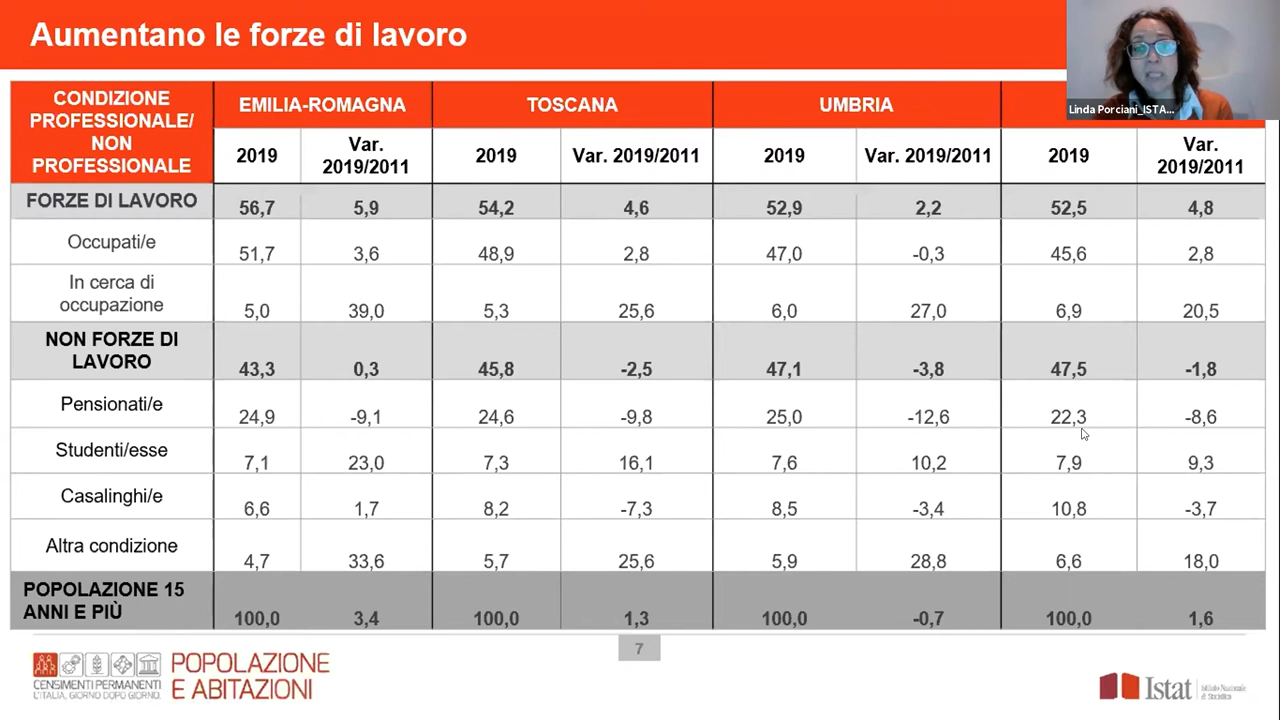 Aumentano le forze di lavoro
Linda Porciani_ISTA...
CONDIZIONE
PROFESSIONALE/
NON
PROFESSIONALE
EMILIA-ROMAGNA TOSCANA UMBRIA
2019 Var. 2019/2011 2019 Var. 2019/2011 2019 Var. 2019/2011 2019 Var. 2019/2011
FORZE DI LAVORO 56,7 5,9 54,2 4,6 52,9 2,2 52,5 4,8
Occupati/e 51,7 3,6 48,9 2,8 47,0 -0,3 45,6 2,8
In cerca di
occupazione 5,0 39,0 5,3 25,6 6,0 27,0 6,9 20,5
NON FORZE DI
LAVORO 43,3 0,3 45,8 -2,5 47,1 -3,8 47,5 -1,8
Pensionati/e 24,9 -9,1 24,6 -9,8 25,0 -12,6 22,3 -8,6
Studenti/esse 7,1 23,0 7,3 16,1 7,6 10,2 7,9 9,3
Casalinghi/e 6,6 1,7 8,2 -7,3 8,5 -3,4 10,8 -3,7
Altra condizione 4,7 33,6 5,7 25,6 5,9 28,8 6,6 18,0
POPOLAZIONE 15
ANNI E PIÙ 100,0 3,4 100,0 1,3 100,0 -0,7 100,0 1,6
7
CENSIMENTI PERMANENTI
L'ITALIA, GIORNO DOPO GIORNO.
POPOLAZIONE
E ABITAZIONI
Istat
Istituto Nazionale
di Statistica